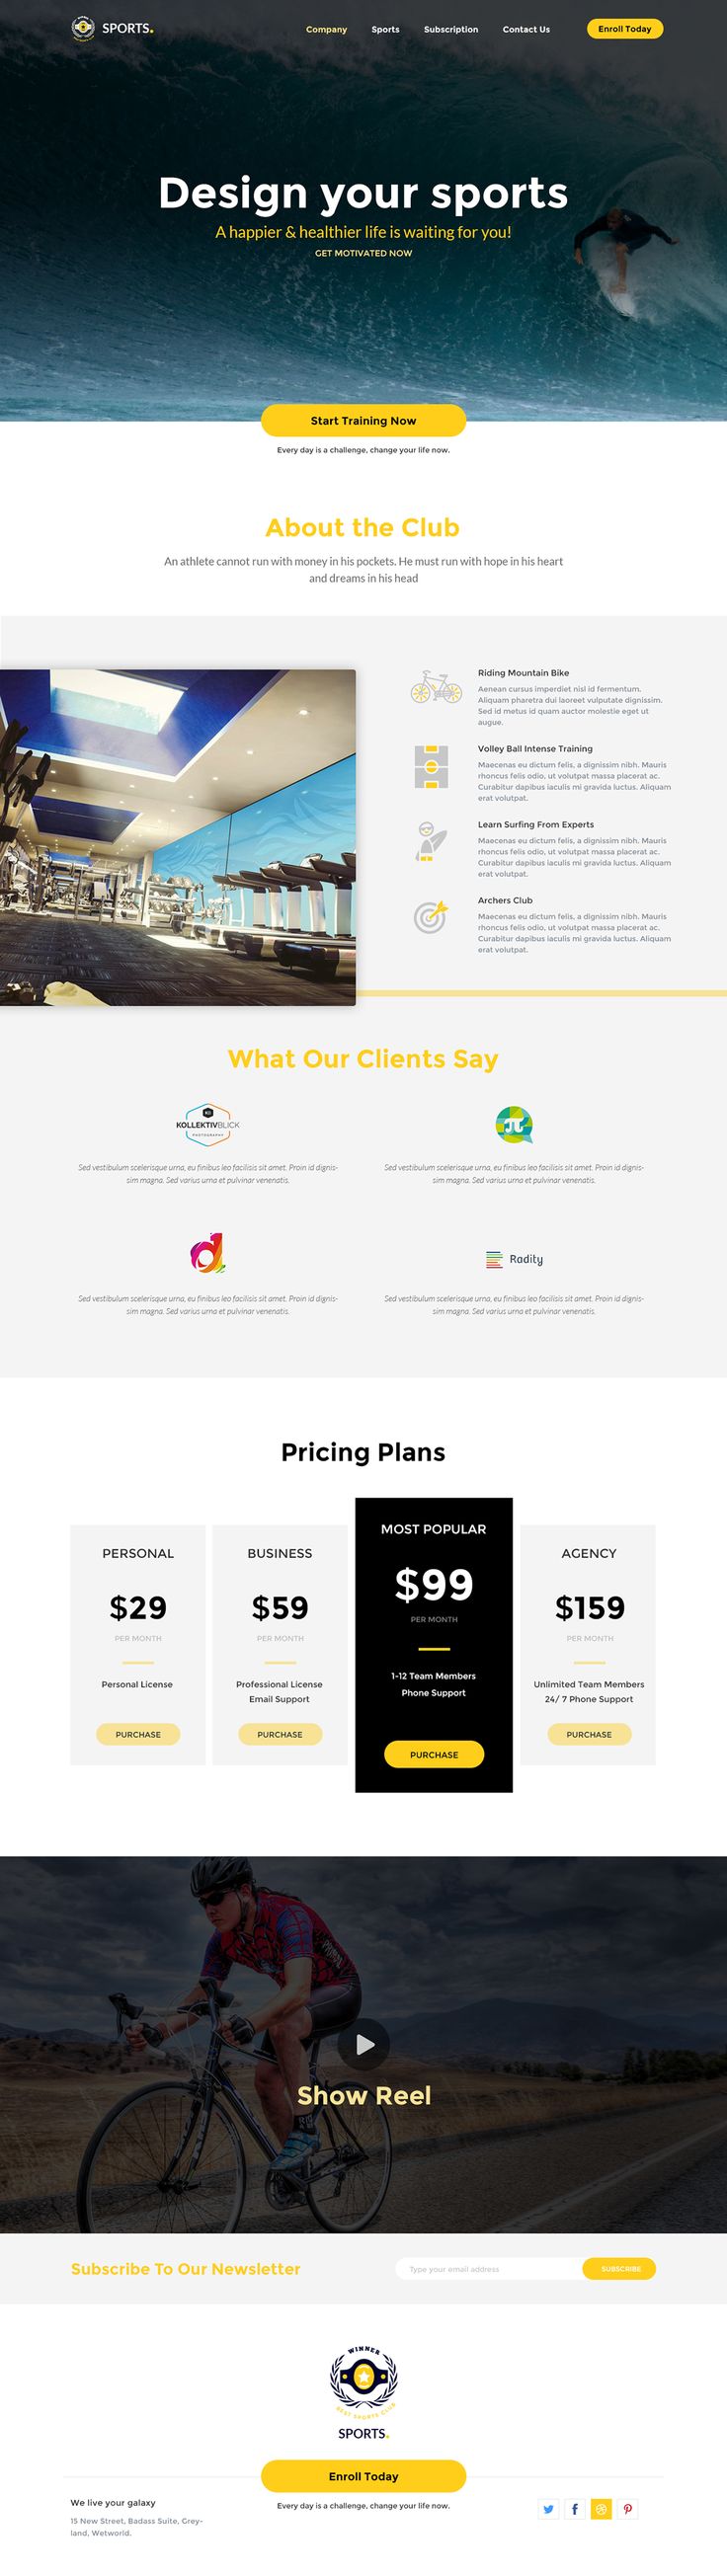 SPORTS.
Company Sports Subscription Contact Us Enroll Today
Design your sports
A happier & healthier life is waiting for you!
GET MOTIVATED NOW
Start Training Now
Every day is a challenge, change your life now.
About the Club
An athlete cannot run with money in his pockets. He must run with hope in his heart
and dreams in his head
Riding Mountain Bike
Aenean cursus imperdiet nisl id fermentum.
Aliquam pharetra dui laoreet vulputate dignissim.
Sed id metus id quam auctor molestie eget ut
augue.
Volley Ball Intense Training
Maecenas eu dictum felis, a dignissim nibh. Mauris
rhoncus felis odio, ut volutpat massa placerat ac.
Curabitur dapibus iaculis mi gravida luctus. Aliquam
erat volutpat.
Learn Surfing From Experts
Maecenas eu dictum felis, a dignissim nibh. Mauris
rhoncus felis odio, ut volutpat massa placerat ac.
Curabitur dapibus iaculis mi gravida luctus. Aliquam
erat volutpat.
Archers Club
Maecenas eu dictum felis, a dignissim nibh. Mauris
rhoncus felis odio, ut volutpat massa placerat ac.
Curabitur dapibus iaculis mi gravida luctus. Aliquam
erat volutpat.
What Our Clients Say
KOLLEKTIVBLICK
PHOTOGRAPHY
Sed vestibulum scelerisque urna, eu finibus leo facilisis sit amet. Proin id dignis-
sim magna. Sed varius urna et pulvinar venenatis.
π
Sed vestibulum scelerisque urna, eu finibus leo facilisis sit amet. Proin id dignis-
sim magna. Sed varius urna et pulvinar venenatis.
d
Sed vestibulum scelerisque urna, eu finibus leo facilisis sit amet. Proin id dignis-
sim magna. Sed varius urna et pulvinar venenatis.
Radity
Sed vestibulum scelerisque urna, eu finibus leo facilisis sit amet. Proin id dignis-
sim magna. Sed varius urna et pulvinar venenatis.
Pricing Plans
PERSONAL
$29
PER MONTH
Personal License
PURCHASE
BUSINESS
$59
PER MONTH
Professional License
Email Support
PURCHASE
MOST POPULAR
$99
PER MONTH
1-12 Team Members
Phone Support
PURCHASE
AGENCY
$159
PER MONTH
Unlimited Team Members
24/ 7 Phone Support
PURCHASE
Show Reel
Subscribe To Our Newsletter
Type your email address
SUBSCRIBE
WINNER
BEST SPORTS CLUB
SPORTS.
Enroll Today
Every day is a challenge, change your life now.
We live your galaxy
15 New Street, Badass Suite, Grey-
land, Wetworld.